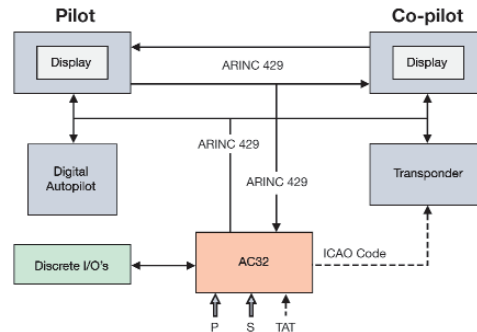 Pilot
Co-pilot
Display
Display
ARINC 429
ARINC 429
ARINC 429
Digital
Autopilot
Transponder
Discrete I/O's
AC32
ICAO Code
P
S
TAT